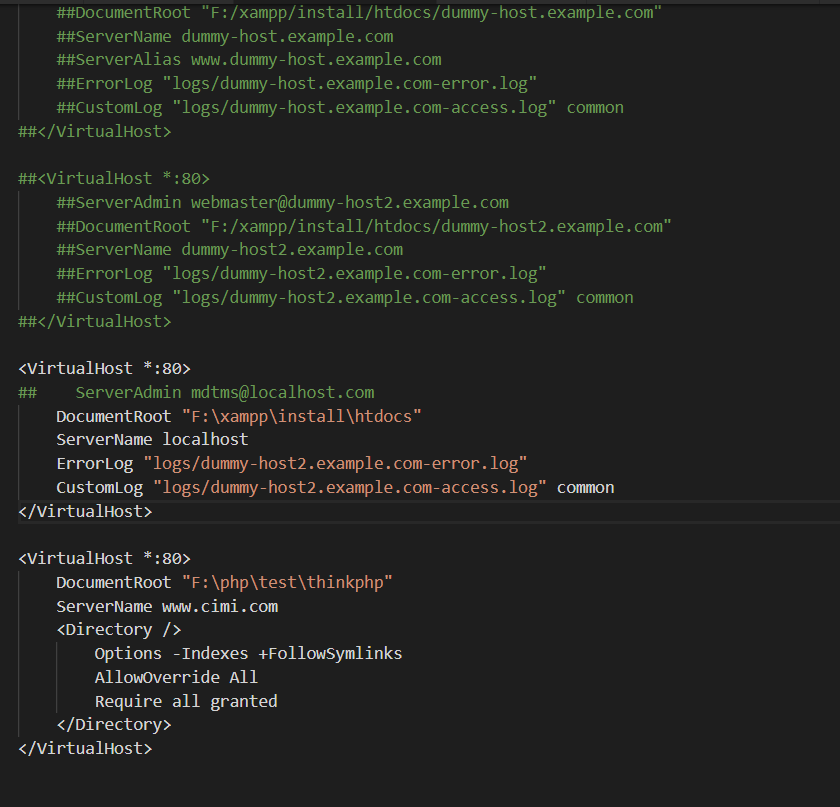 ##DocumentRoot "F:/xampp/install/htdocs/dummy-host.example.com"
##ServerName dummy-host.example.com
##ServerAlias www.dummy-host.example.com
##ErrorLog "logs/dummy-host.example.com-error.log"
##CustomLog "logs/dummy-host.example.com-access.log" common
##</VirtualHost>
##<VirtualHost *:80>
##ServerAdmin webmaster@dummy-host2.example.com
##DocumentRoot "F:/xampp/install/htdocs/dummy-host2.example.com"
##ServerName dummy-host2.example.com
##ErrorLog "logs/dummy-host2.example.com-error.log"
##CustomLog "logs/dummy-host2.example.com-access.log" common
##</VirtualHost>
<VirtualHost *:80>
##    ServerAdmin mdtms@localhost.com
DocumentRoot "F:\xampp\install\htdocs"
ServerName localhost
ErrorLog "logs/dummy-host2.example.com-error.log"
CustomLog "logs/dummy-host2.example.com-access.log" common
</VirtualHost>
<VirtualHost *:80>
DocumentRoot "F:\php\test\thinkphp"
ServerName www.cimi.com
<Directory />
Options -Indexes +FollowSymlinks
AllowOverride All
Require all granted
</Directory>
</VirtualHost>